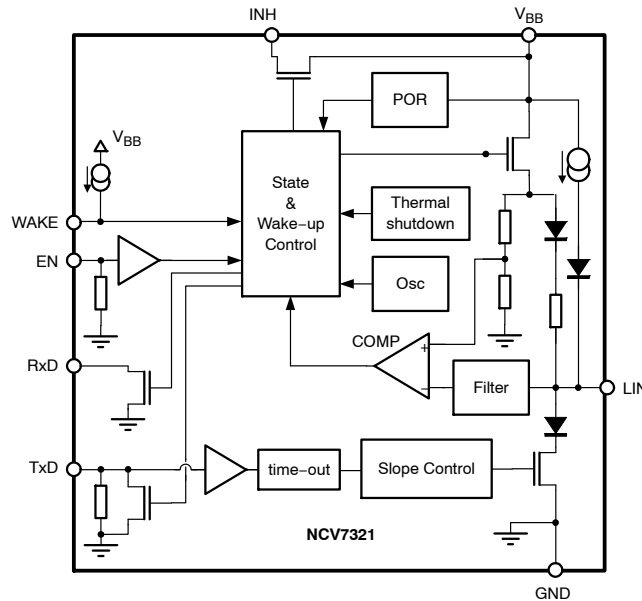 INH
VBB
POR
VBB
State
&
Wake-up
Control
Thermal
shutdown
WAKE
EN
Osc
COMP
+
−
RxD
Filter
LIN
TxD
time-out
Slope Control
NCV7321
GND